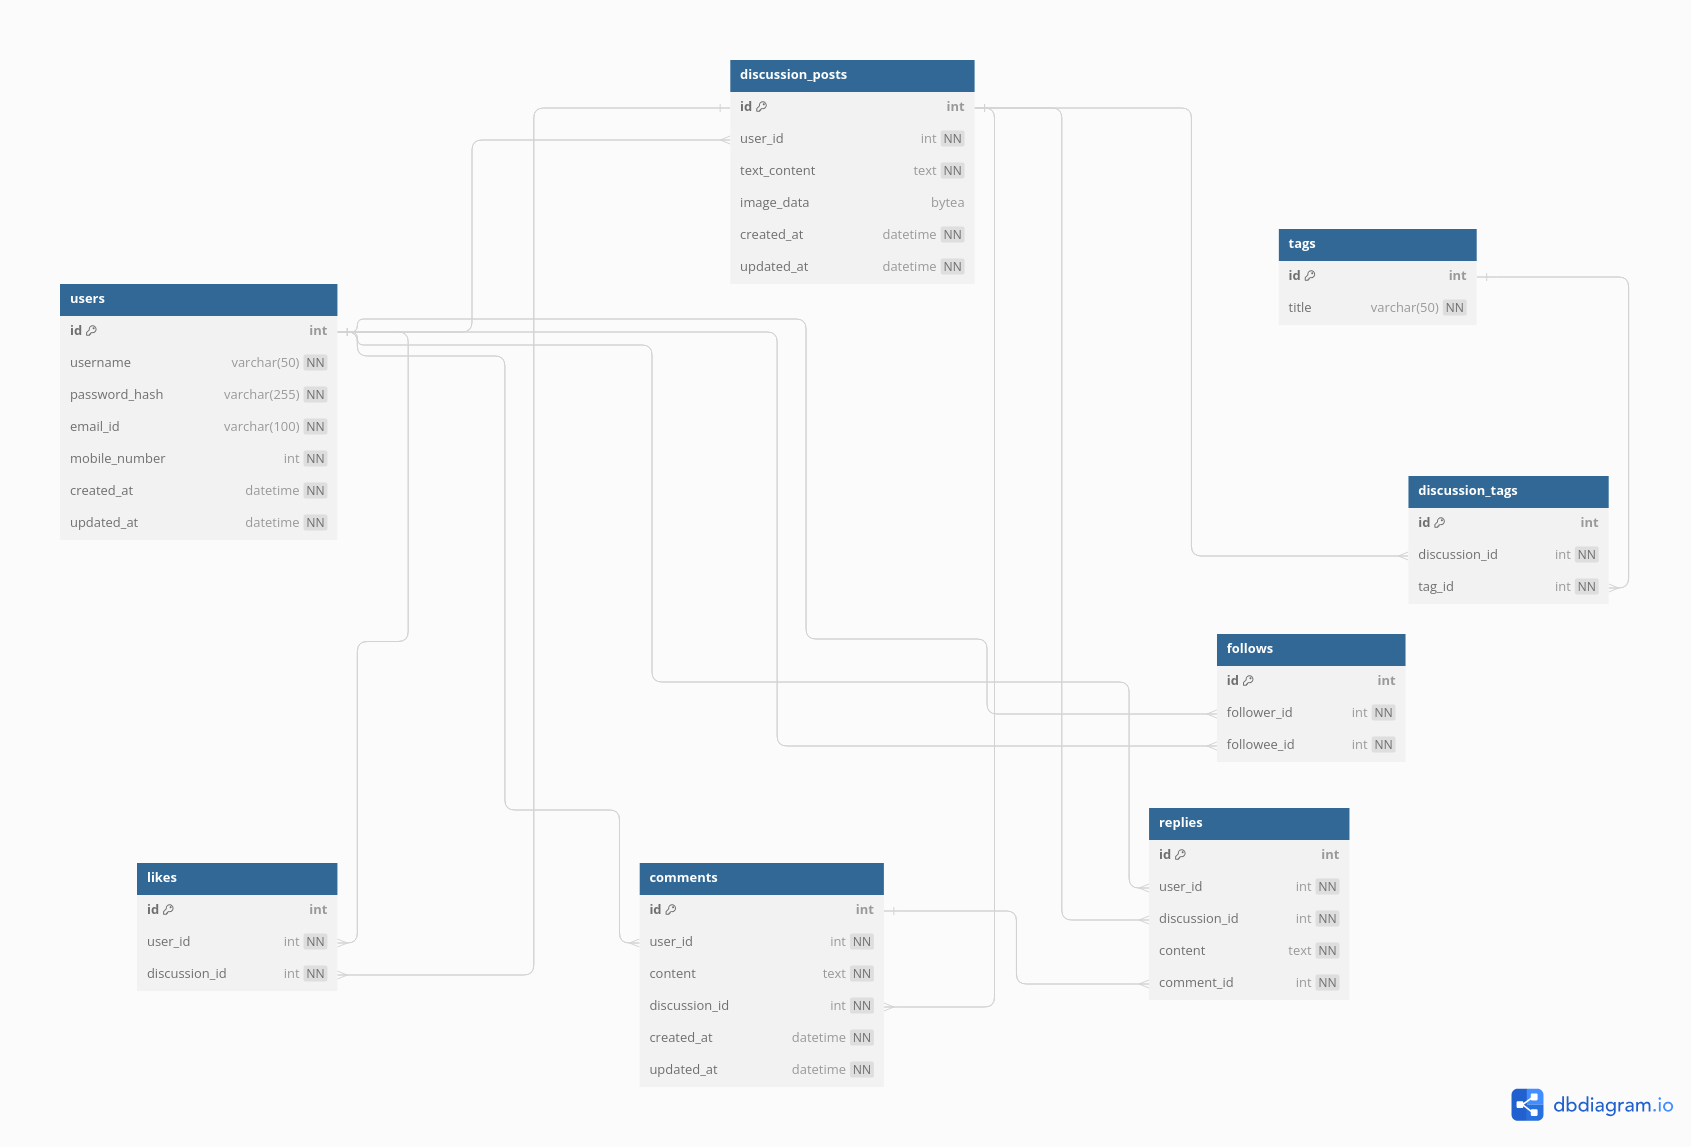 discussion_posts
id int
user_id int NN
text_content text NN
image_data bytea
created_at datetime NN
updated_at datetime NN
tags
id int
title varchar(50) NN
users
id int
username varchar(50) NN
password_hash varchar(255) NN
email_id varchar(100) NN
mobile_number int NN
created_at datetime NN
updated_at datetime NN
discussion_tags
id int
discussion_id int NN
tag_id int NN
follows
id int
follower_id int NN
followee_id int NN
replies
id int
user_id int NN
discussion_id int NN
content text NN
comment_id int NN
likes
id int
user_id int NN
discussion_id int NN
comments
id int
user_id int NN
content text NN
discussion_id int NN
created_at datetime NN
updated_at datetime NN
dbdiagram.io